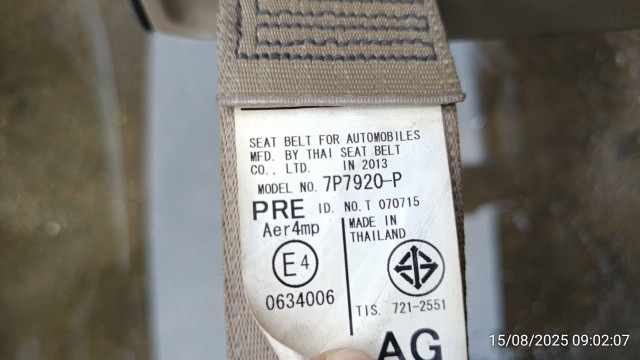 SEAT BELT FOR AUTOMOBILES
MFD. BY THAI SEAT BELT
CO., LTD. IN 2013
MODEL NO. 7P7920-P
PRE ID. NO. T 070715
Aer4mp
E4
0634006
MADE IN
THAILAND
TIS. 721-2551
AG
15/08/2025 09:02:07